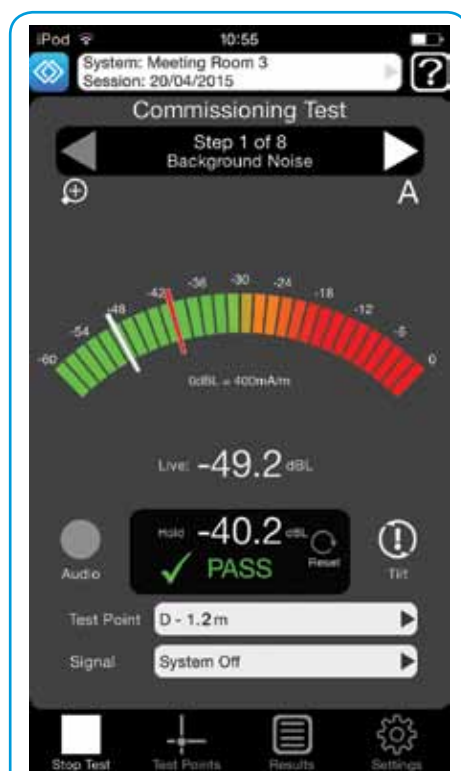 iPod 10:55
System: Meeting Room 3
Session: 20/04/2015
?
Commissioning Test
Step 1 of 8
Background Noise
A
-60 -54 -48 -42 -36 -30 -24 -18 -12 -6 0
0dBL = 400mA/m
Live: -49.2 dBL
Hold -40.2 dBL
PASS Reset
Audio Tilt
Test Point D - 1.2m
Signal System Off
Stop Test Test Points Results Settings